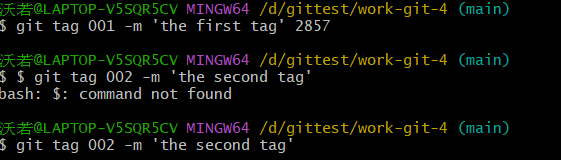 沃若@LAPTOP-V5SQR5CV MINGW64 /d/gittest/work-git-4 (main)
$ git tag 001 -m 'the first tag' 2857
沃若@LAPTOP-V5SQR5CV MINGW64 /d/gittest/work-git-4 (main)
$ $ git tag 002 -m 'the second tag'
bash: $: command not found
沃若@LAPTOP-V5SQR5CV MINGW64 /d/gittest/work-git-4 (main)
$ git tag 002 -m 'the second tag'